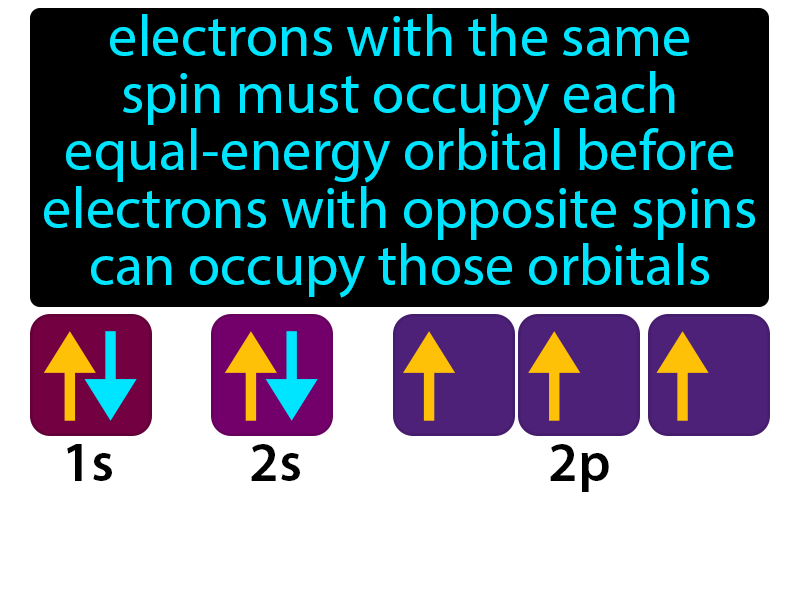 electrons with the same
spin must occupy each
equal-energy orbital before
electrons with opposite spins
can occupy those orbitals
1s 2s 2p